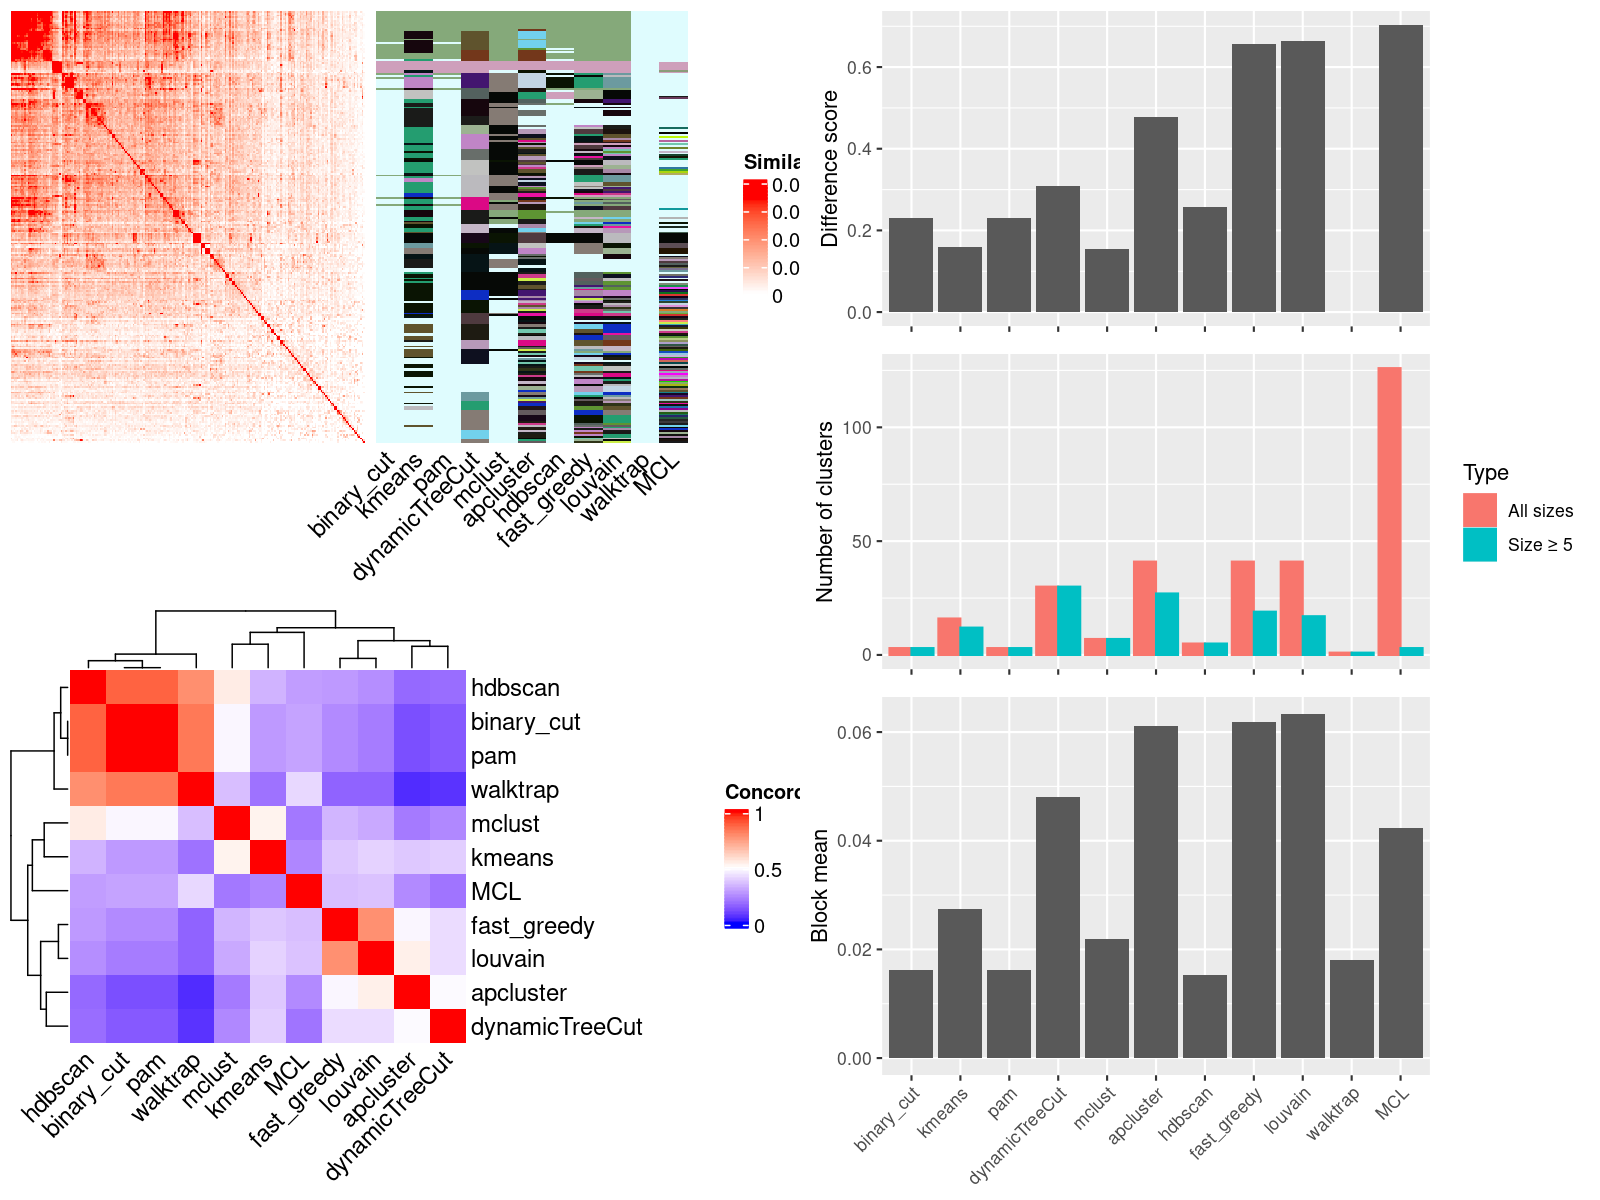 Simila
0.0
0.0
0.0
0.0
0
binary_cut
kmeans
pam
dynamicTreeCut
mclust
apcluster
hdbscan
fast_greedy
louvain
walktrap
MCL
hdbscan
binary_cut
pam
walktrap
mclust
kmeans
MCL
fast_greedy
louvain
apcluster
dynamicTreeCut
hdbscan
binary_cut
pam
walktrap
mclust
kmeans
MCL
fast_greedy
louvain
apcluster
dynamicTreeCut
Concord
1
0.5
0
Difference score
0.6
0.4
0.2
0.0
Number of clusters
100
50
0
Type
All sizes
Size ≥ 5
Block mean
0.06
0.04
0.02
0.00
binary_cut
kmeans
pam
dynamicTreeCut
mclust
apcluster
hdbscan
fast_greedy
louvain
walktrap
MCL